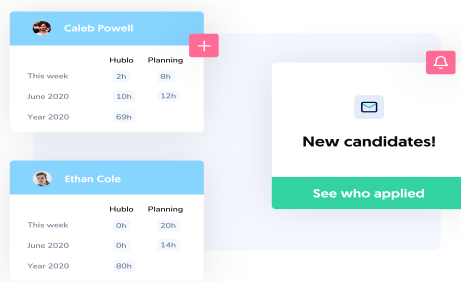 Caleb Powell
Hublo Planning
This week 2h 8h
June 2020 10h 12h
Year 2020 69h
New candidates!
See who applied
Ethan Cole
Hublo Planning
This week 0h 20h
June 2020 0h 14h
Year 2020 80h